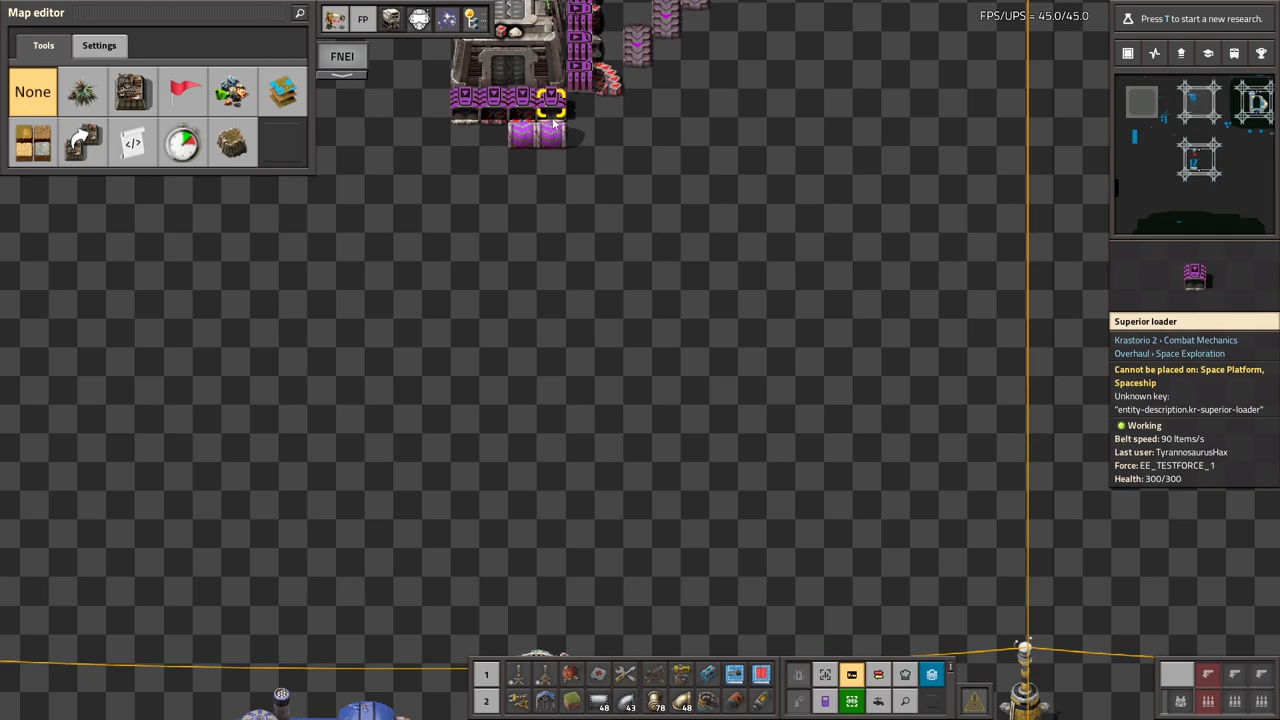 Map editor
FP
FPS/UPS = 45.0/45.0
Press T to start a new research.
Tools
Settings
FNEI
None
</>
Superior loader
Krastorio 2 › Combat Mechanics
Overhaul › Space Exploration
Cannot be placed on: Space Platform,
Spaceship
Unknown key:
"entity-description.kr-superior-loader"
Working
Belt speed: 90 Items/s
Last user: TyrannosaurusHax
Force: EE_TESTFORCE_1
Health: 300/300
1
2
48
43
78
48